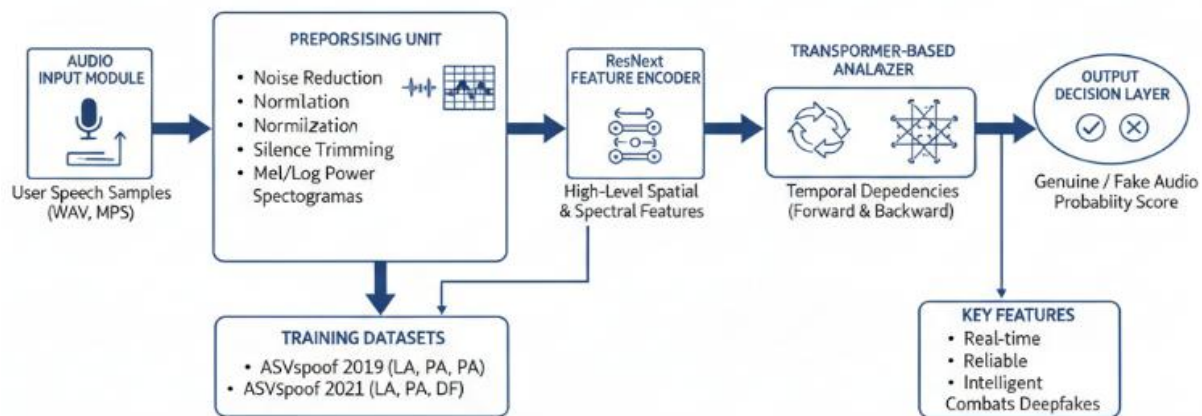 AUDIO
INPUT MODULE
User Speech Samples
(WAV, MPS)
PREPORSISING UNIT
• Noise Reduction
• Normlation
• Normiization
• Silence Trimming
• Mel/Log Power
Spectogramas
ResNext
FEATURE ENCODER
High-Level Spatial
& Spectral Features
TRANSPORMER-BASED
ANALAZZER
Temporal Depedencies
(Forward & Backward)
OUTPUT
DECISION LAYER
Genuine / Fake Audio
Probabiity Score
TRAINING DATASETS
• ASVspoof 2019 (LA, PA, PA)
• ASVspoof 2021 (LA, PA, DF)
KEY FEATURES
• Real-time
• Reliable
• Intelligent
Combats Deepfakes